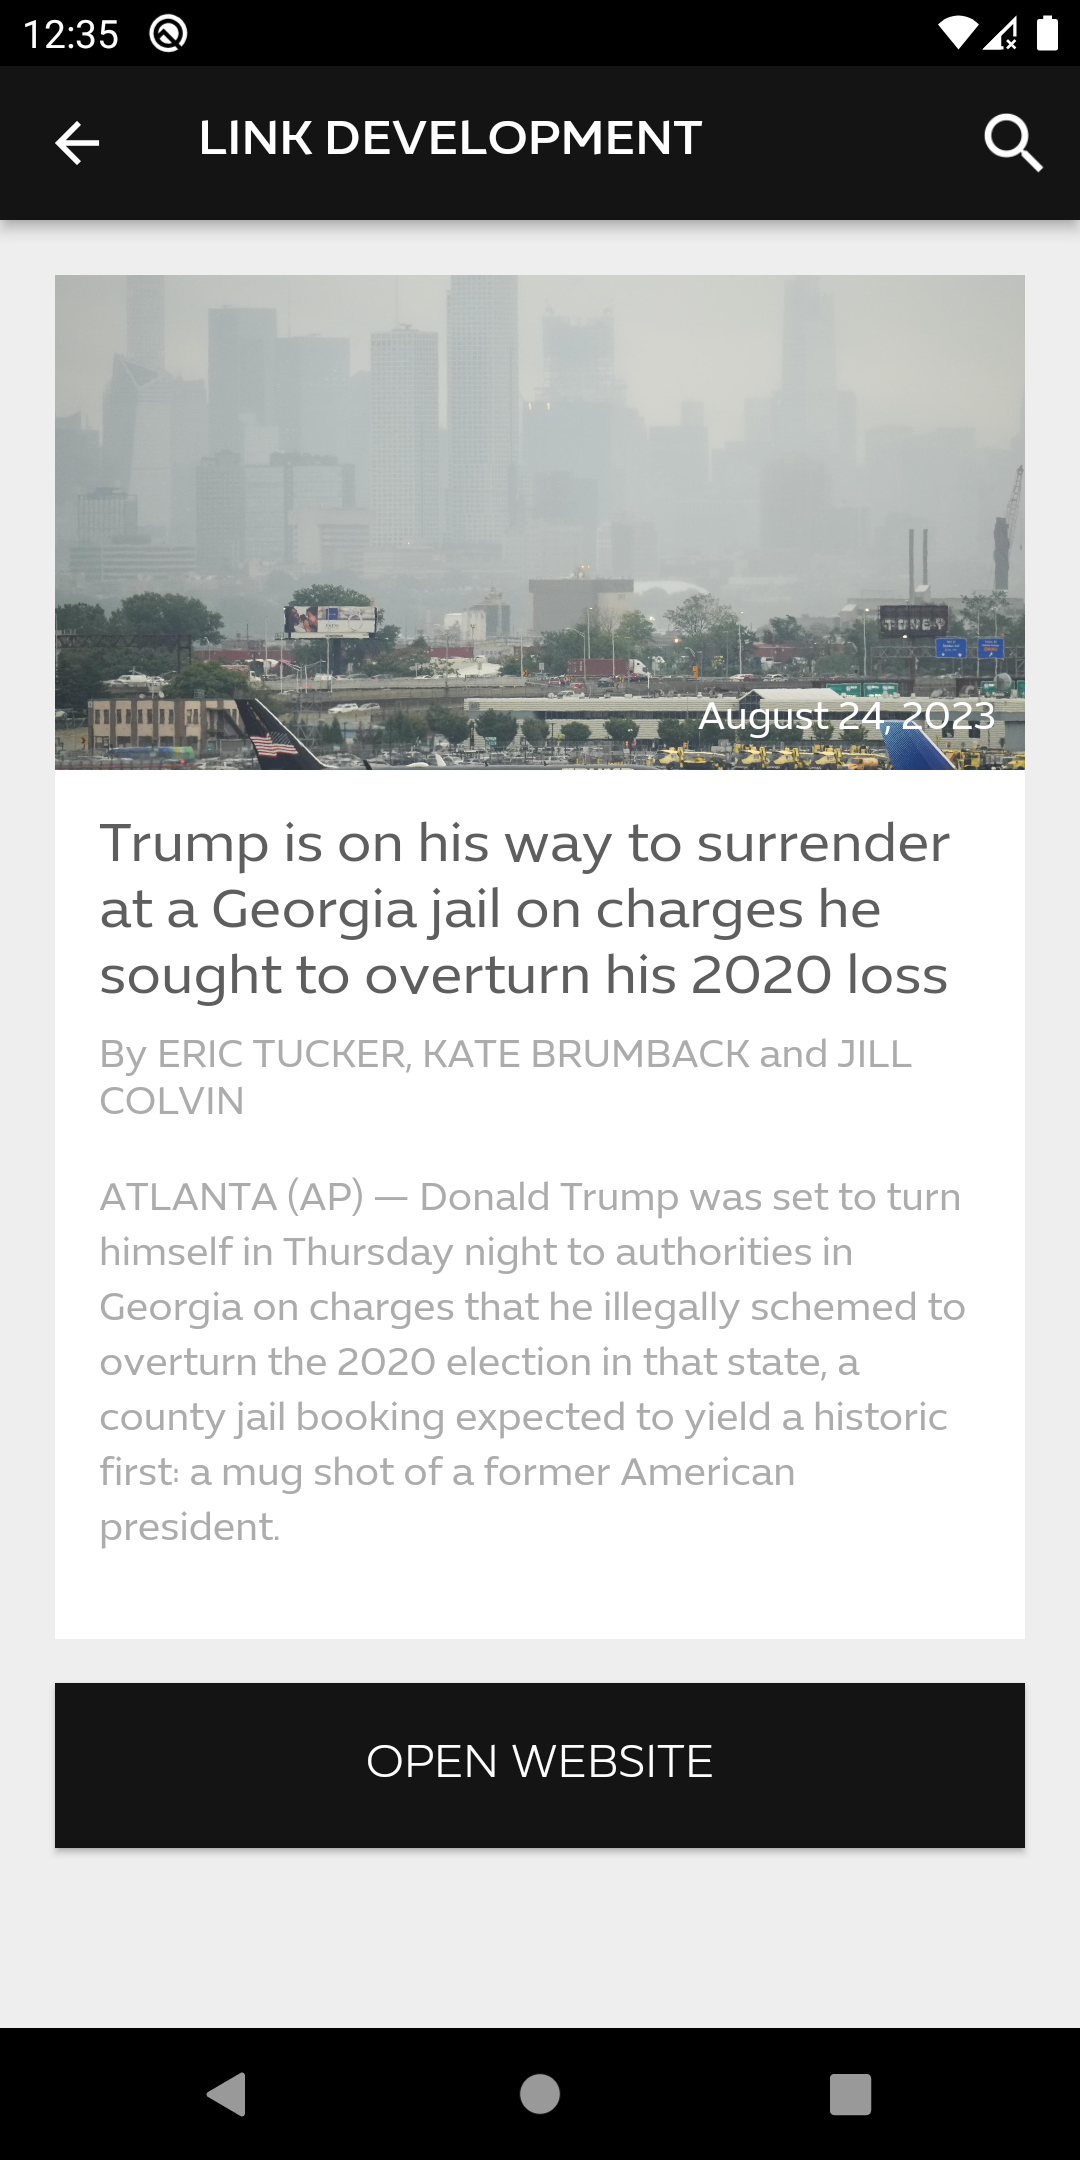 12:35
LINK DEVELOPMENT
August 24, 2023
Trump is on his way to surrender
at a Georgia jail on charges he
sought to overturn his 2020 loss
By ERIC TUCKER, KATE BRUMBACK and JILL
COLVIN
ATLANTA (AP) — Donald Trump was set to turn
himself in Thursday night to authorities in
Georgia on charges that he illegally schemed to
overturn the 2020 election in that state, a
county jail booking expected to yield a historic
first: a mug shot of a former American
president.
OPEN WEBSITE